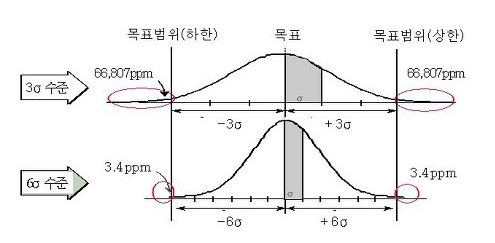 목표범위(하한) 목표 목표범위(상한)
66,807ppm 66,807ppm
3σ 수준
σ
-3σ +3σ
3.4ppm 3.4ppm
6σ 수준
σ
-6σ +6σ